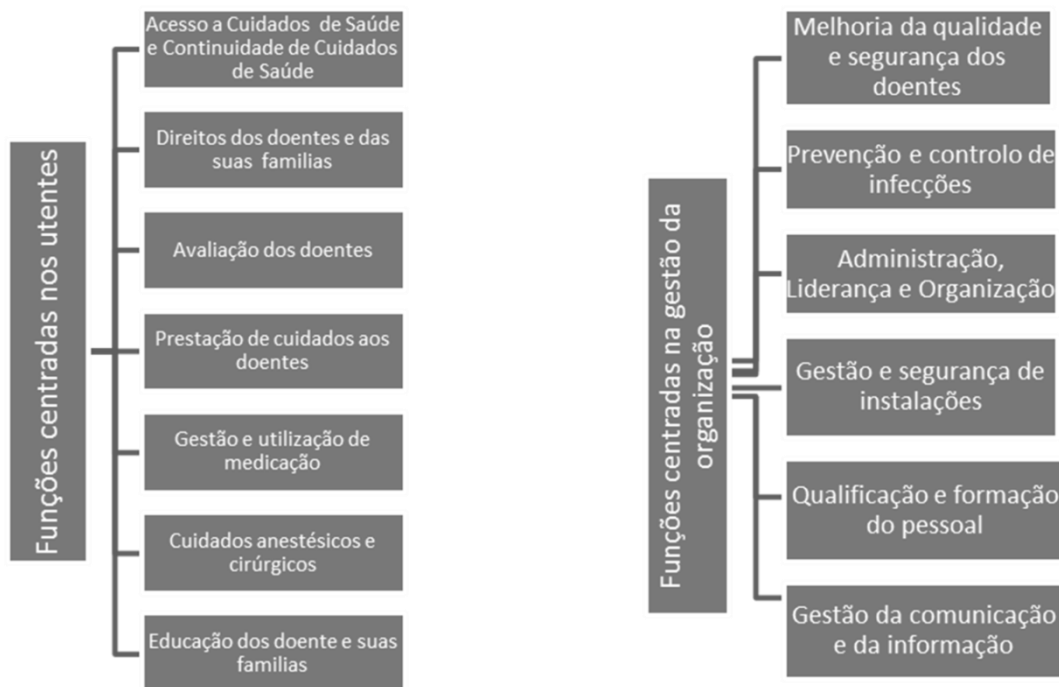 Funções centradas nos utentes
Acesso a Cuidados de Saúde
e Continuidade de Cuidados
de Saúde
Direitos dos doentes e das
suas familias
Avaliação dos doentes
Prestação de cuidados aos
doentes
Gestão e utilização de
medicação
Cuidados anestésicos e
cirúrgicos
Educação dos doente e suas
familias
Funções centradas na gestão da
organização
Melhoria da qualidade
e segurança dos
doentes
Prevenção e controlo de
infecções
Administração,
Liderança e Organização
Gestão e segurança de
instalações
Qualificação e formação
do pessoal
Gestão da comunicação
e da informação